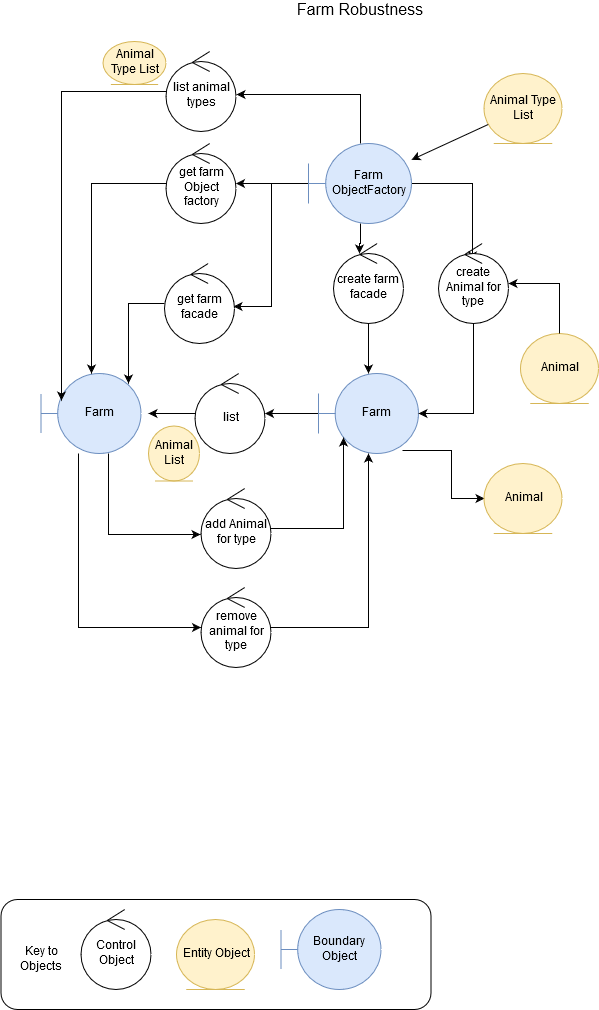 Farm Robustness
Animal
Type List
list animal
types
Animal Type
List
get farm
Object
factory
Farm
ObjectFactory
get farm
facade
create farm
facade
create
Animal for
type
Animal
Farm
list
Farm
Animal
List
Animal
add Animal
for type
remove
animal for
type
Key to
Objects
Control
Object
Entity Object
Boundary
Object